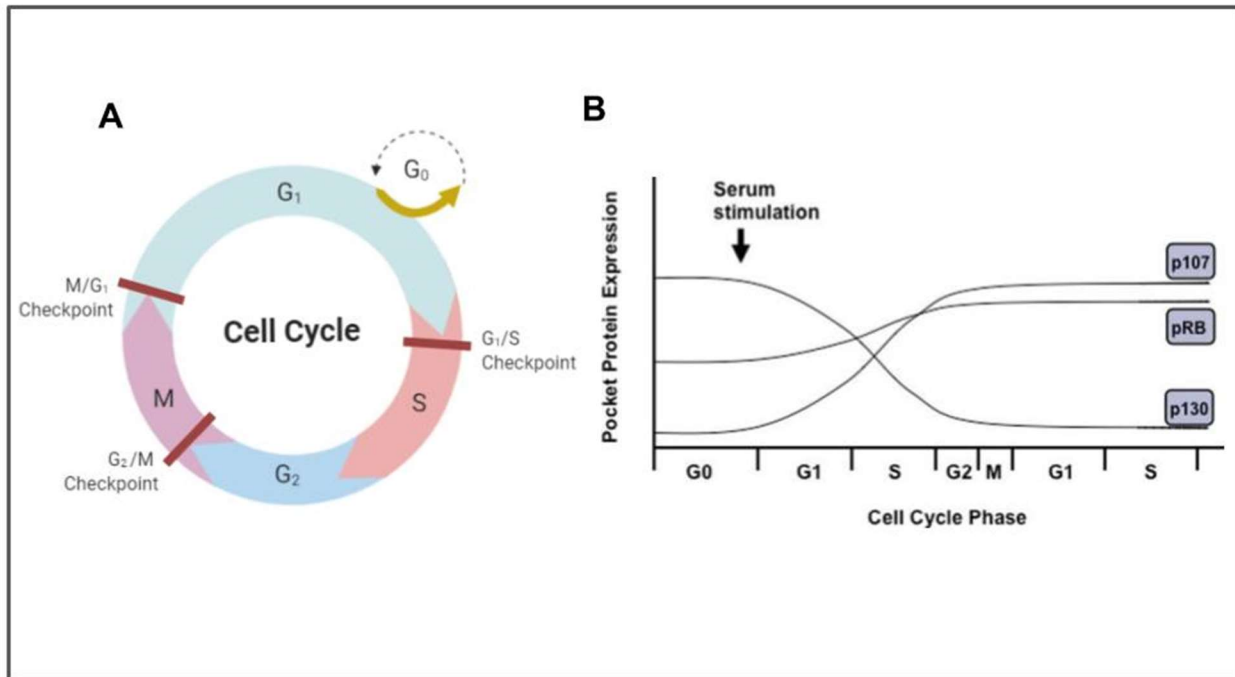 A
G₀
G₁
M/G₁
Checkpoint
Cell Cycle
G₁/S
Checkpoint
M
S
G₂/M
Checkpoint
G₂
B
Pocket Protein Expression
Serum
stimulation
p107
pRB
p130
G0 G1 S G2 M G1 S
Cell Cycle Phase